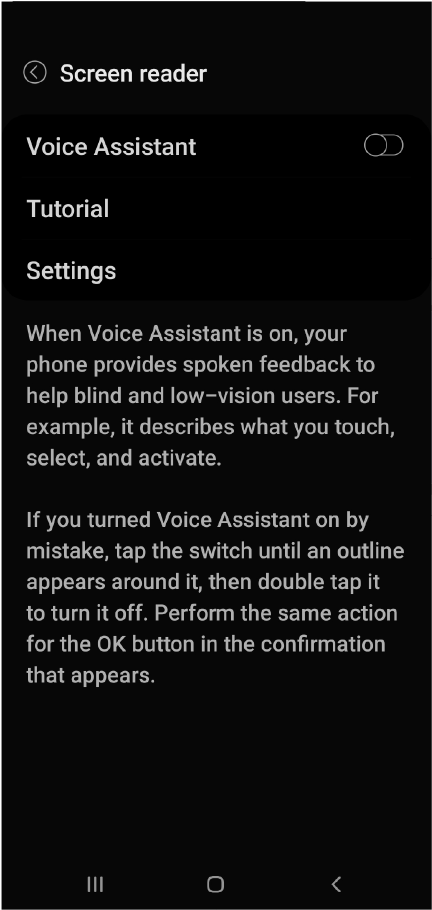 Screen reader
Voice Assistant
Tutorial
Settings
When Voice Assistant is on, your
phone provides spoken feedback to
help blind and low-vision users. For
example, it describes what you touch,
select, and activate.
If you turned Voice Assistant on by
mistake, tap the switch until an outline
appears around it, then double tap it
to turn it off. Perform the same action
for the OK button in the confirmation
that appears.